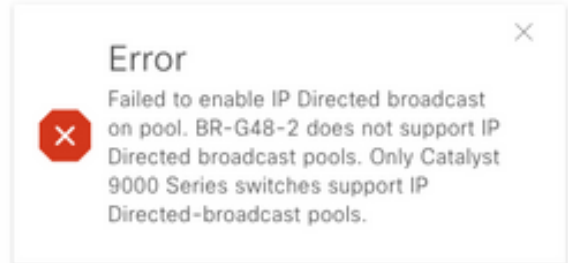 Error
Failed to enable IP Directed broadcast
on pool. BR-G48-2 does not support IP
Directed broadcast pools. Only Catalyst
9000 Series switches support IP
Directed-broadcast pools.